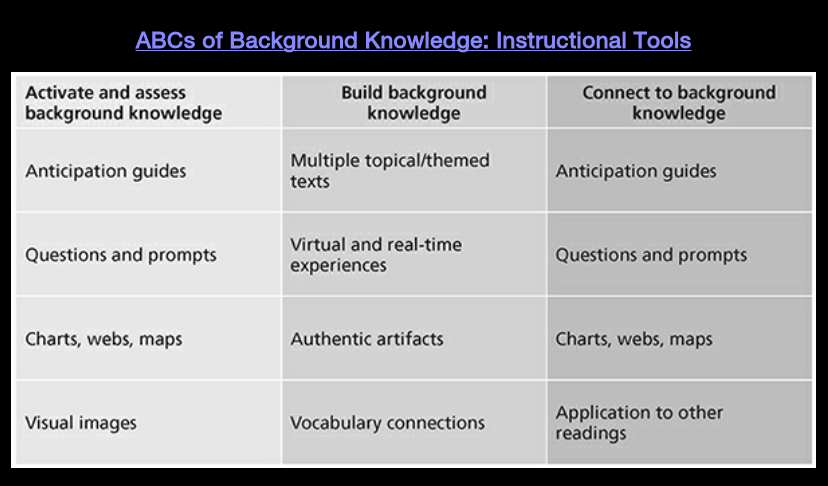 ABCs of Background Knowledge: Instructional Tools
Activate and assess
background knowledge
Build background
knowledge
Connect to background
knowledge
Anticipation guides
Multiple topical/themed
texts
Anticipation guides
Questions and prompts
Virtual and real-time
experiences
Questions and prompts
Charts, webs, maps
Authentic artifacts
Charts, webs, maps
Visual images
Vocabulary connections
Application to other
readings